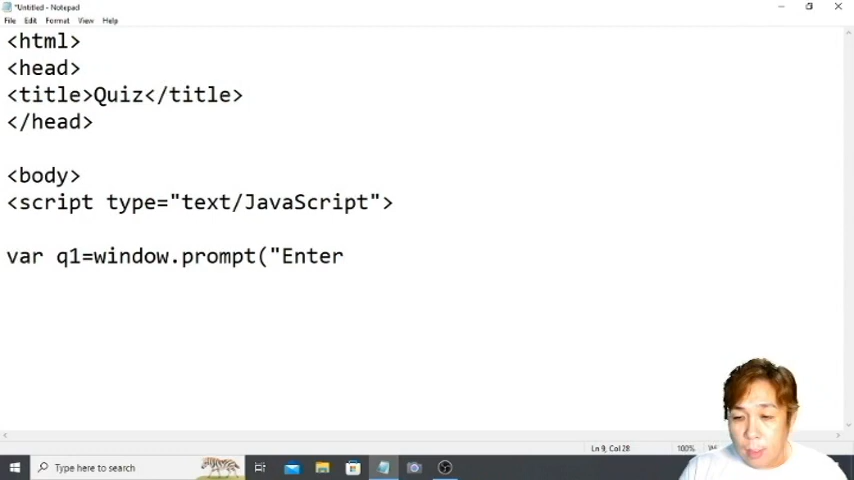 *Untitled - Notepad
File Edit Format View Help
<html>
<head>
<title>Quiz</title>
</head>
<body>
<script type="text/JavaScript">
var q1=window.prompt("Enter
Ln 9, Col 28
100%
Type here to search